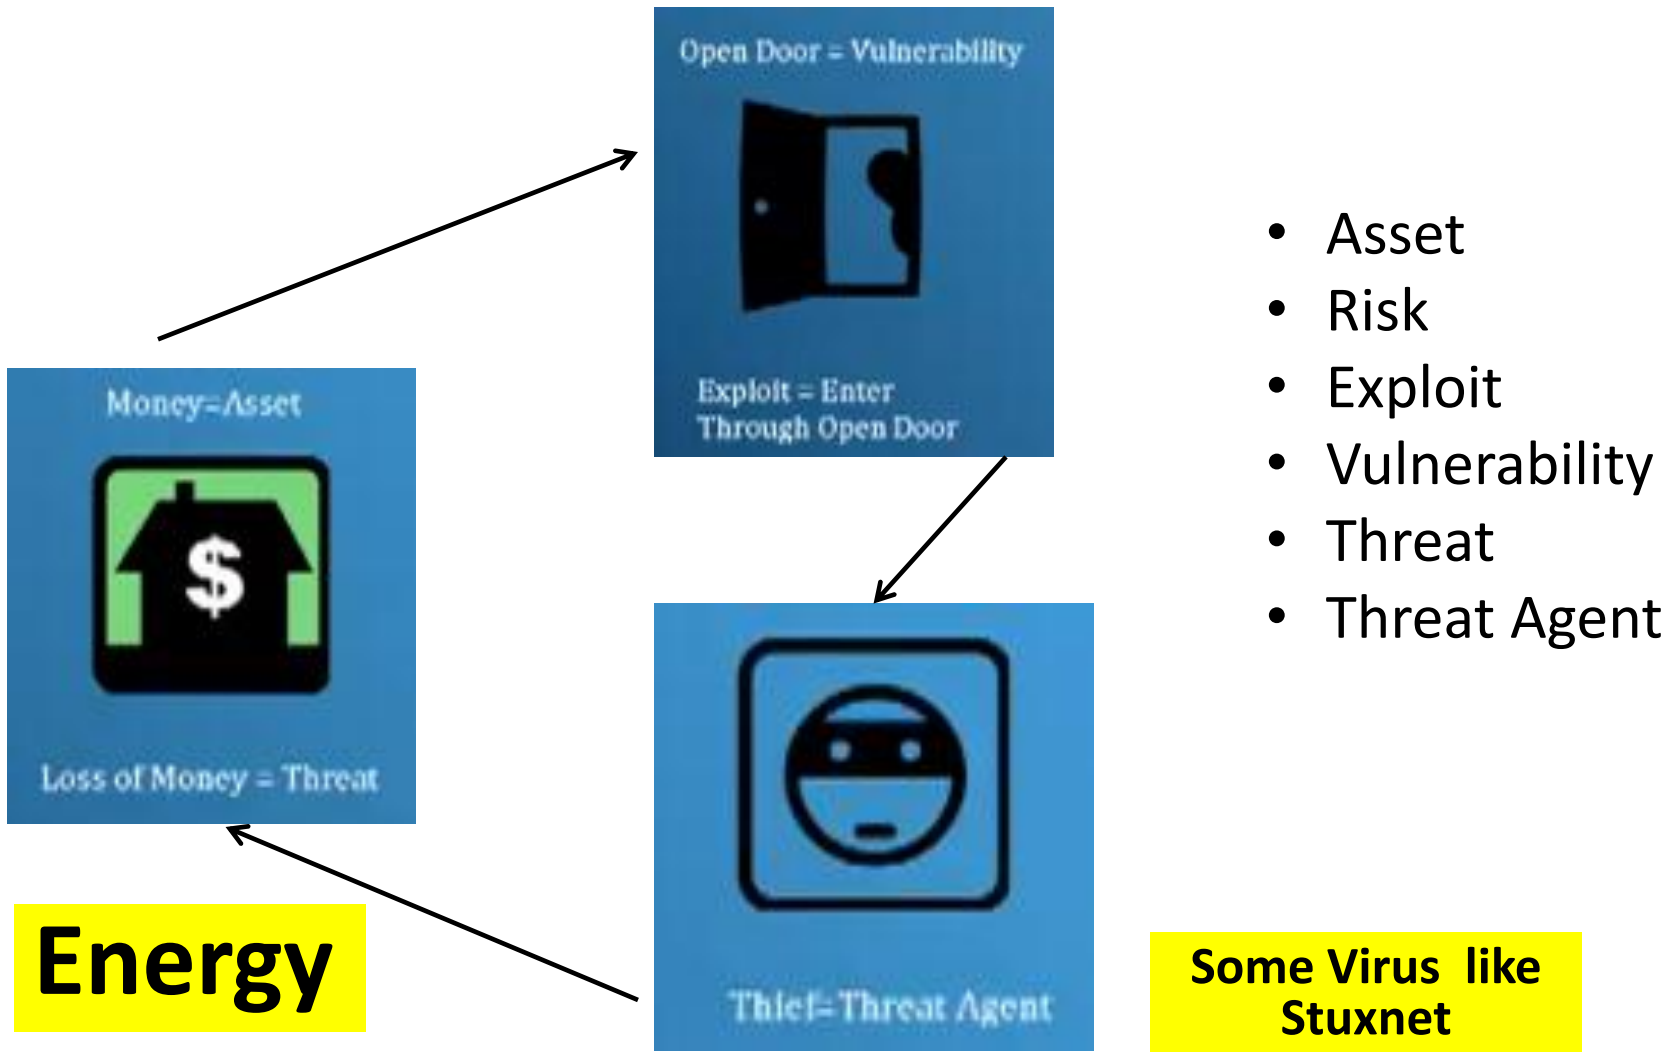 Open Door = Vulnerability
Exploit = Enter
Through Open Door
Money=Asset
$
Loss of Money = Threat
Thief=Threat Agent
• Asset
• Risk
• Exploit
• Vulnerability
• Threat
• Threat Agent
Energy
Some Virus like
Stuxnet